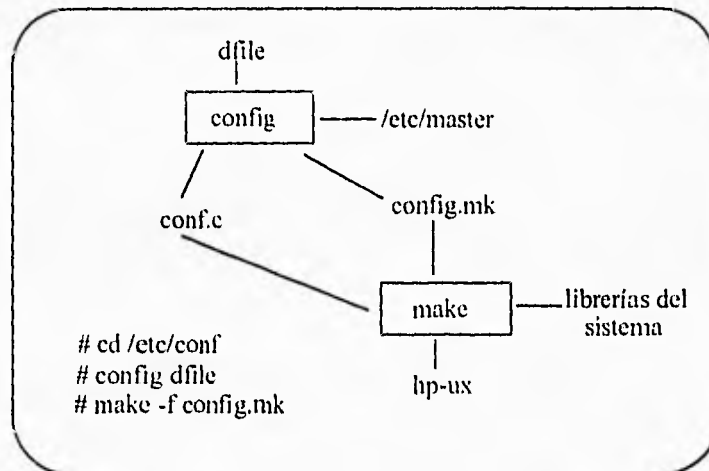 dfile
config
/etc/master
conf.c
config.mk
make
librerías del
sistema
hp-ux
# cd /etc/conf
# config dfile
# make -f config.mk